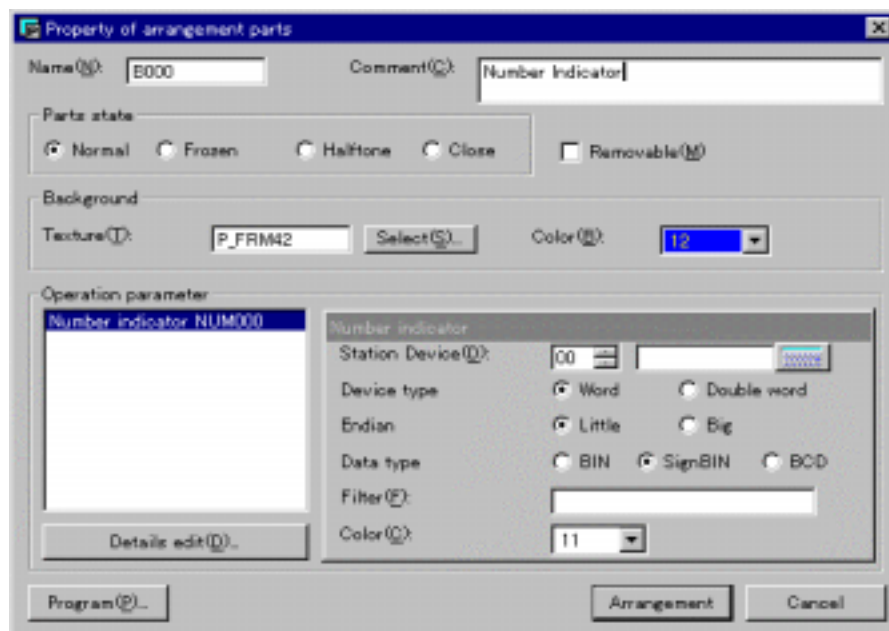 Property of arrangement parts
Name(N): B000 Comment(C): Number Indicator
Parts state
Normal Frozen Halftone Close Removable(M)
Background
Texture(T): P_FRM42 Select(S)... Color(B): 12
Operation parameter
Number indicator NUM000
Number indicator
Station Device(D): 00
Device type Word Double word
Endian Little Big
Data type BIN SignBIN BCD
Filter(F):
Color(C): 11
Details edit(D)...
Program(P)... Arrangement Cancel